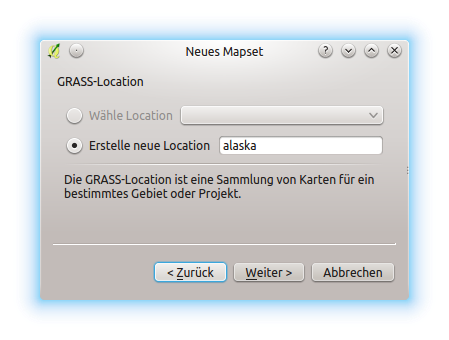 Neues Mapset
GRASS-Location
Wähle Location
Erstelle neue Location alaska
Die GRASS-Location ist eine Sammlung von Karten für ein
bestimmtes Gebiet oder Projekt.
< Zurück Weiter > Abbrechen